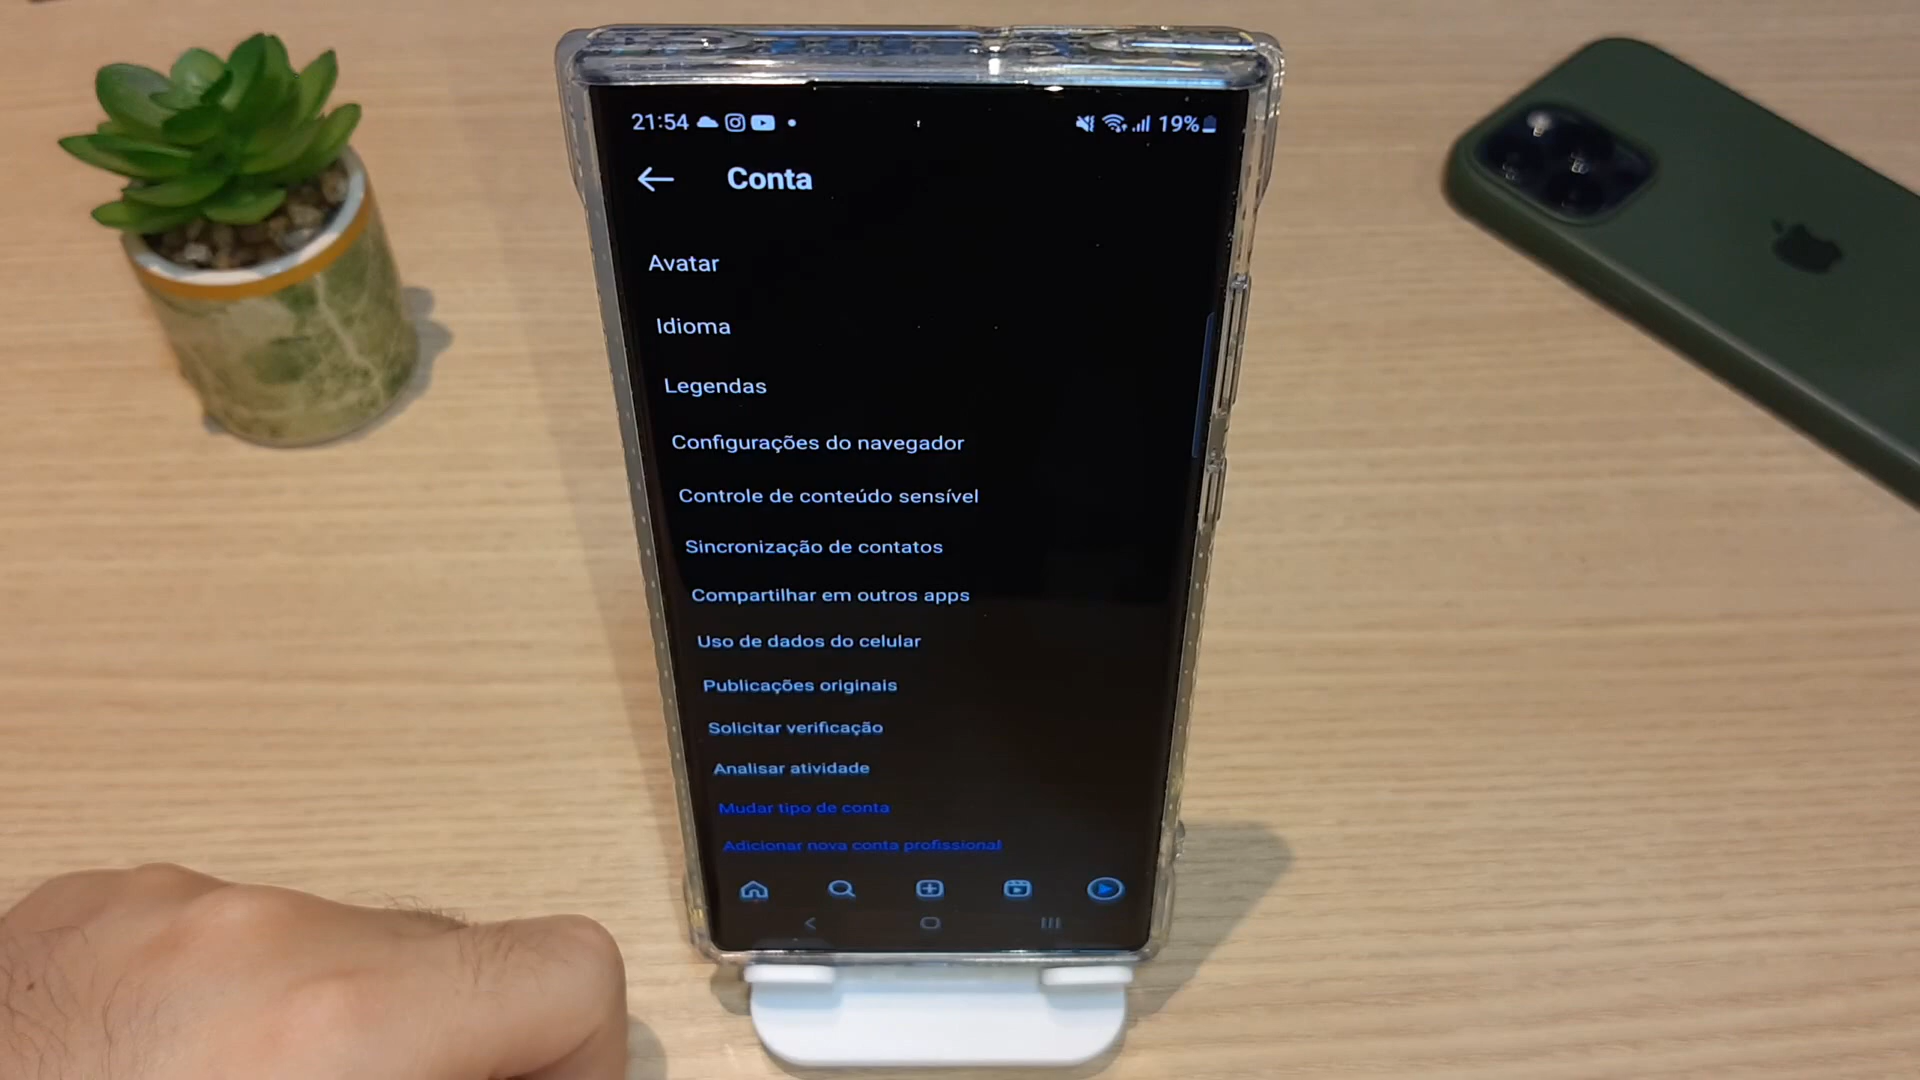 21:54
19%
Conta
Avatar
Idioma
Legendas
Configurações do navegador
Controle de conteúdo sensível
Sincronização de contatos
Compartilhar em outros apps
Uso de dados do celular
Publicações originais
Solicitar verificação
Analisar atividade
Mudar tipo de conta
Adicionar nova conta profissional